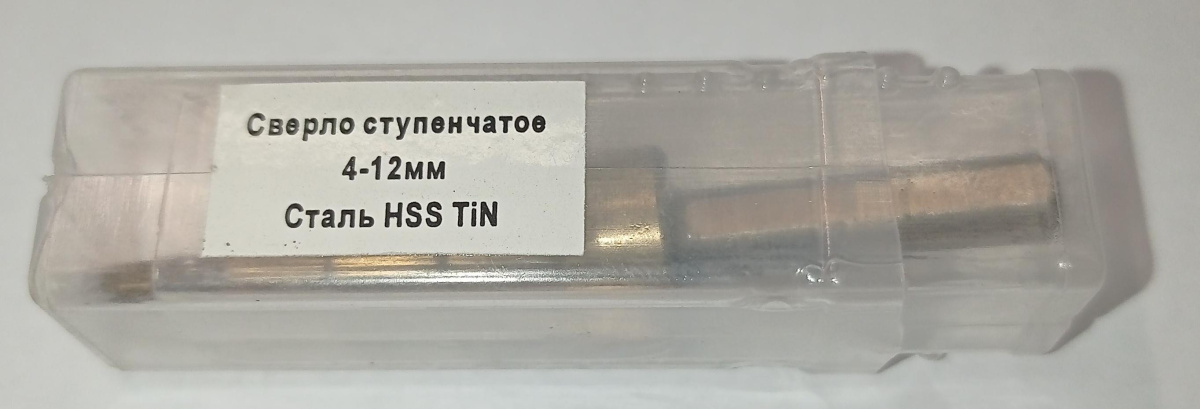 Сверло ступенчатое
4-12мм
Сталь HSS TiN